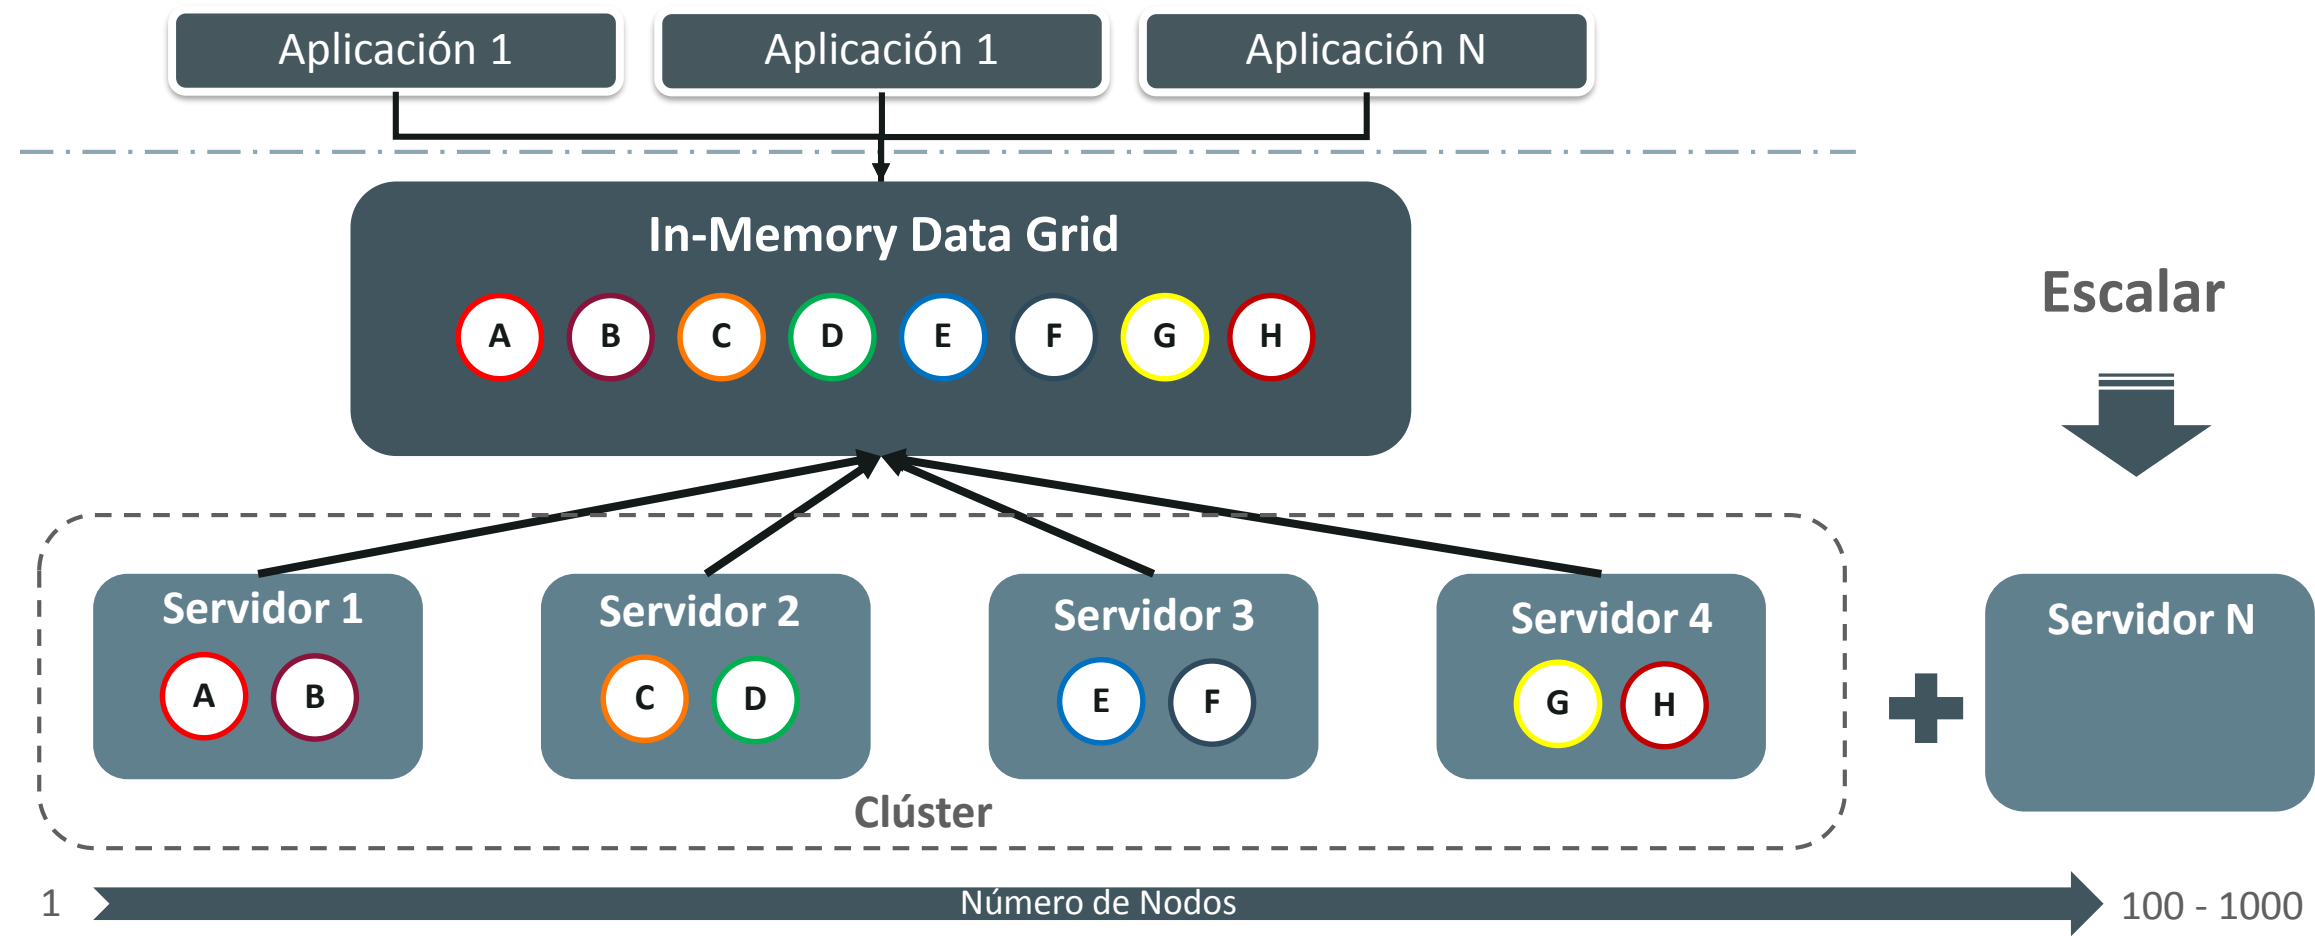 Aplicación 1
Aplicación 1
Aplicación N
In-Memory Data Grid
A B C D E F G H
Escalar
Servidor 1
A B
Servidor 2
C D
Servidor 3
E F
Servidor 4
G H
Servidor N
Clúster
1
Número de Nodos
100 - 1000